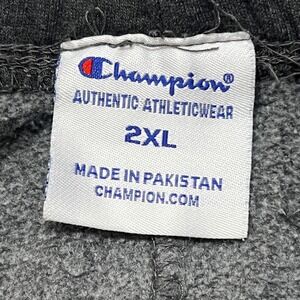 Champion®
AUTHENTIC ATHLETICWEAR
2XL
MADE IN PAKISTAN
CHAMPION.COM